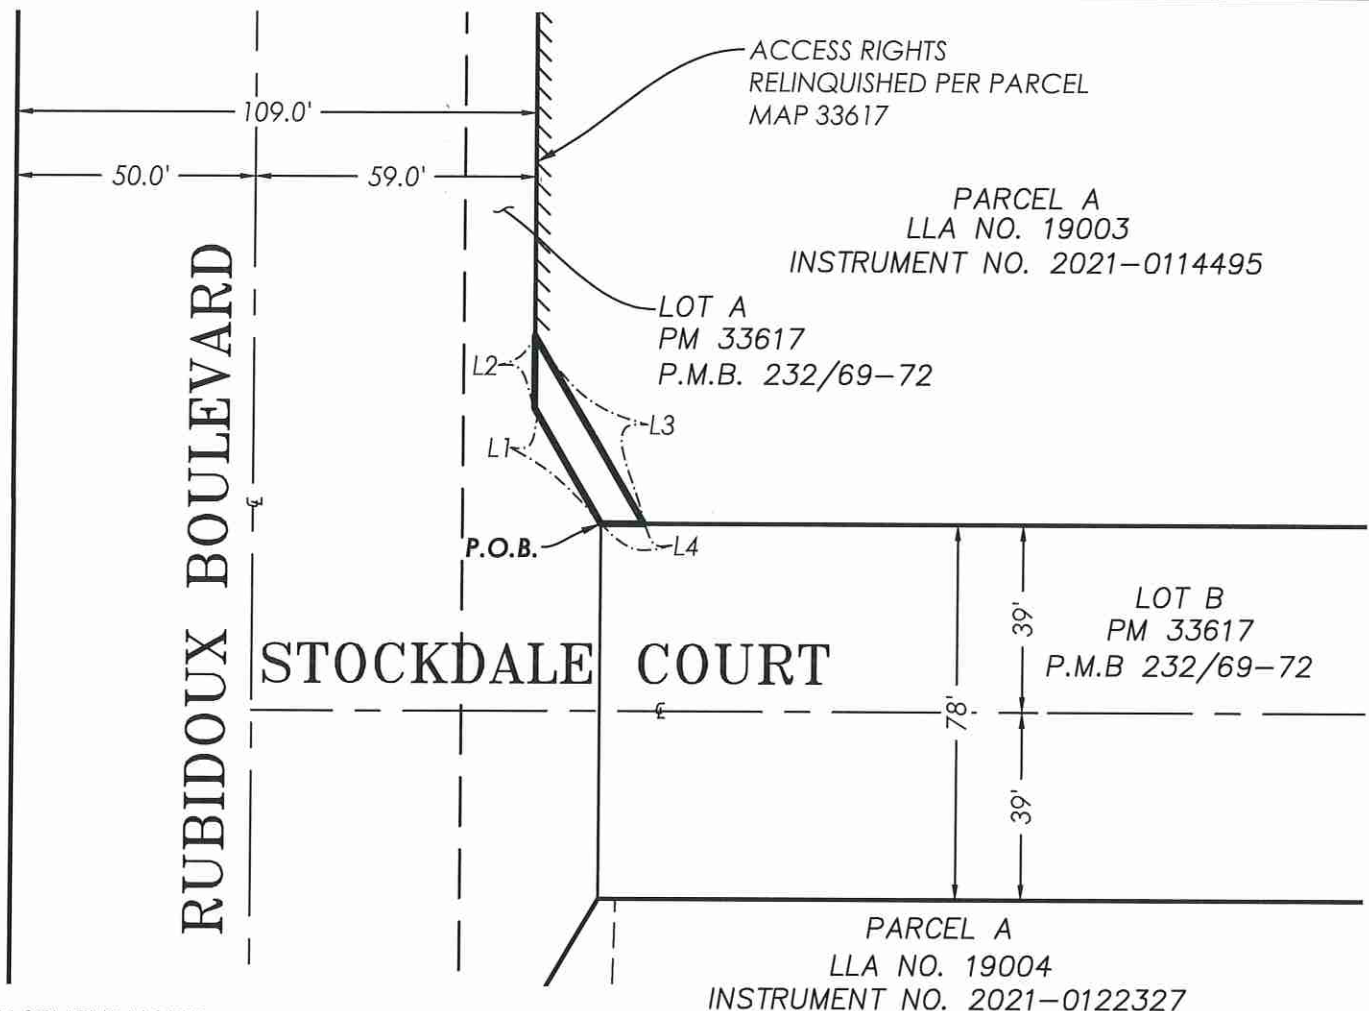 ACCESS RIGHTS
RELINQUISHED PER PARCEL
MAP 33617
109.0'
50.0'
59.0'
PARCEL A
LLA NO. 19003
INSTRUMENT NO. 2021-0114495
LOT A
PM 33617
P.M.B. 232/69-72
L2
L1
L3
P.O.B.
L4
RUBIDOUX BOULEVARD
℄
STOCKDALE COURT
℄
39'
78'
39'
LOT B
PM 33617
P.M.B 232/69-72
PARCEL A
LLA NO. 19004
INSTRUMENT NO. 2021-0122327